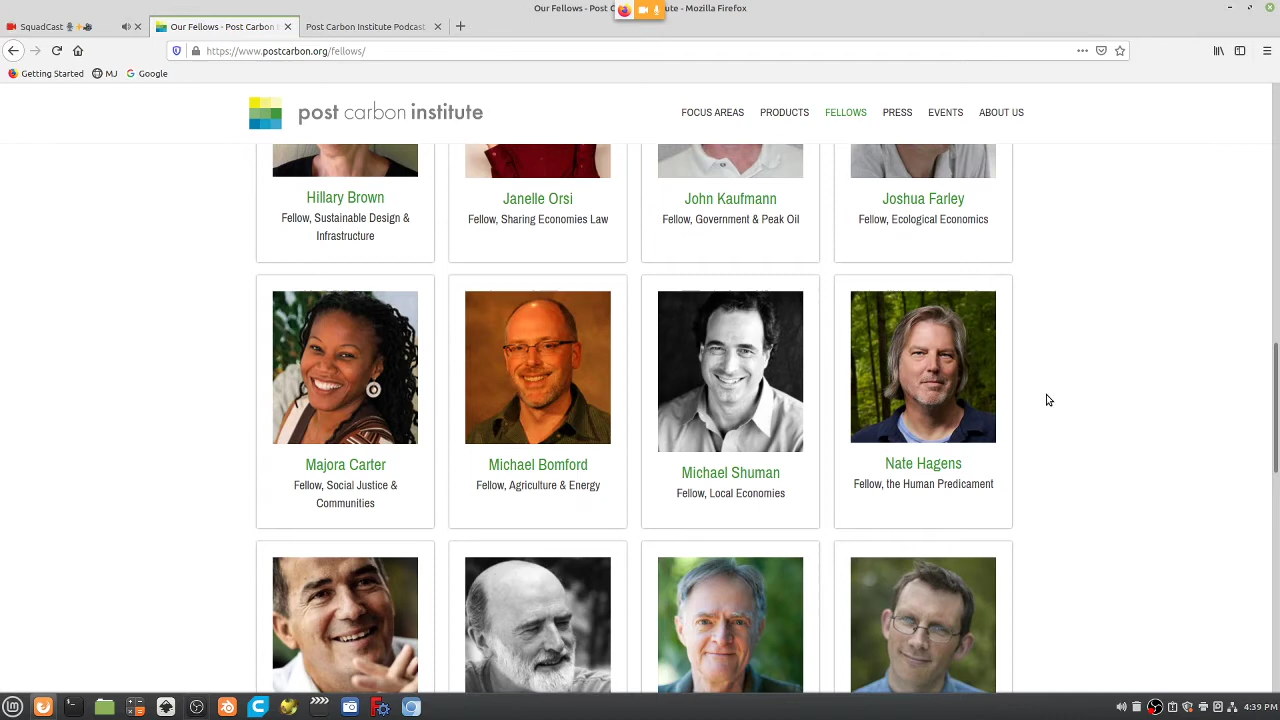 Our Fellows - Post C tute - Mozilla Firefox
SquadCast
Our Fellows - Post Carbon I
Post Carbon Institute Podcast
https://www.postcarbon.org/fellows/
Getting Started
MJ
Google
post carbon institute
FOCUS AREAS
PRODUCTS
FELLOWS
PRESS
EVENTS
ABOUT US
Hillary Brown
Fellow, Sustainable Design &
Infrastructure
Janelle Orsi
Fellow, Sharing Economies Law
John Kaufmann
Fellow, Government & Peak Oil
Joshua Farley
Fellow, Ecological Economics
Majora Carter
Fellow, Social Justice &
Communities
Michael Bomford
Fellow, Agriculture & Energy
Michael Shuman
Fellow, Local Economies
Nate Hagens
Fellow, the Human Predicament
4:39 PM